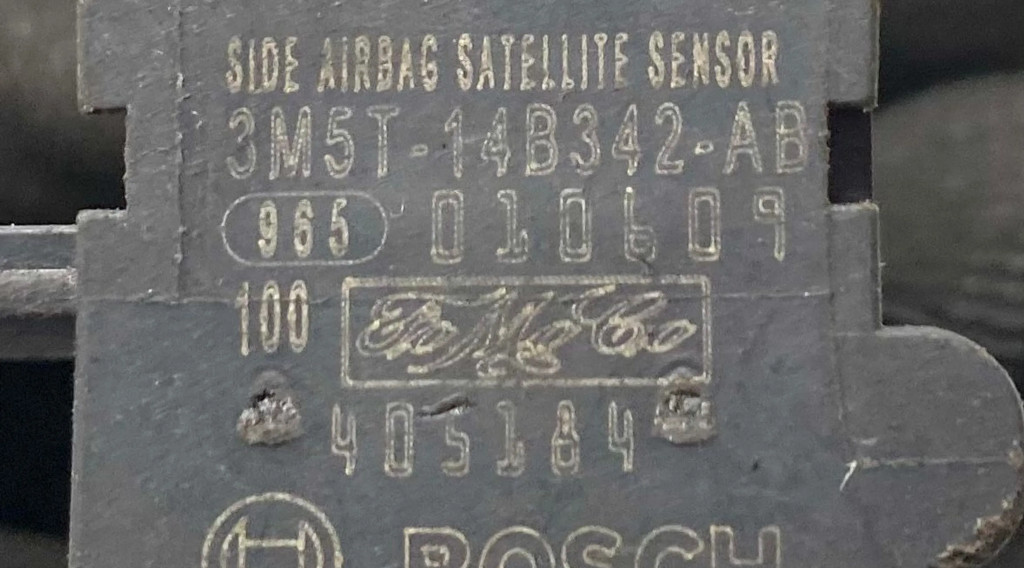 SIDE AIRBAG SATELLITE SENSOR
3M5T-14B342-AB
965 010609
100 FoMoCo
405184
BOSCH